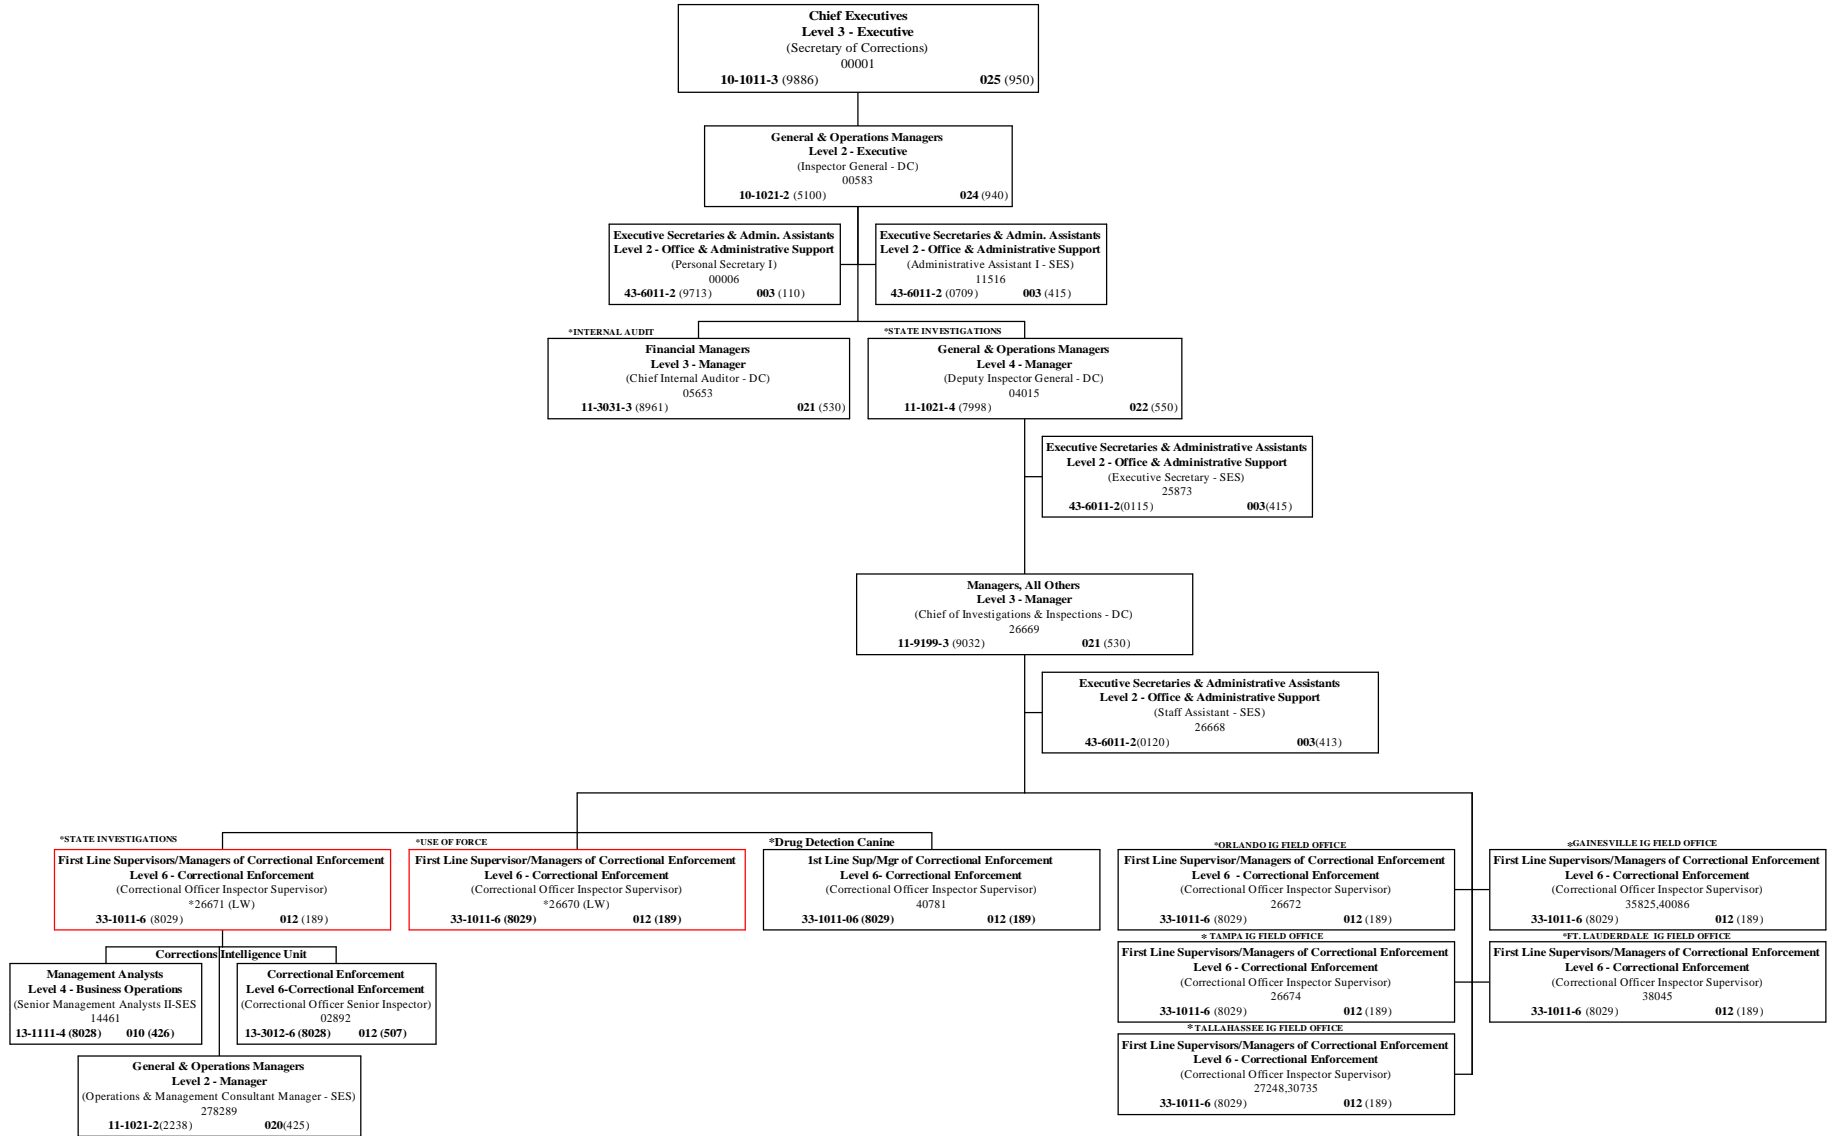 Chief Executives
Level 3 - Executive
(Secretary of Corrections)
00001
10-1011-3 (9886) 025 (950)
General & Operations Managers
Level 2 - Executive
(Inspector General - DC)
00583
10-1021-2 (5100) 024 (940)
Executive Secretaries & Admin. Assistants
Level 2 - Office & Administrative Support
(Personal Secretary I)
00006
43-6011-2 (9713) 003 (110)
Executive Secretaries & Admin. Assistants
Level 2 - Office & Administrative Support
(Administrative Assistant I - SES)
11516
43-6011-2 (0709) 003 (415)
*INTERNAL AUDIT
Financial Managers
Level 3 - Manager
(Chief Internal Auditor - DC)
05653
11-3031-3 (8961) 021 (530)
*STATE INVESTIGATIONS
General & Operations Managers
Level 4 - Manager
(Deputy Inspector General - DC)
04015
11-1021-4 (7998) 022 (550)
Executive Secretaries & Administrative Assistants
Level 2 - Office & Administrative Support
(Executive Secretary - SES)
25873
43-6011-2(0115) 003(415)
Managers, All Others
Level 3 - Manager
(Chief of Investigations & Inspections - DC)
26669
11-9199-3 (9032) 021 (530)
Executive Secretaries & Administrative Assistants
Level 2 - Office & Administrative Support
(Staff Assistant - SES)
26668
43-6011-2(0120) 003(413)
*STATE INVESTIGATIONS
First Line Supervisors/Managers of Correctional Enforcement
Level 6 - Correctional Enforcement
(Correctional Officer Inspector Supervisor)
*26671 (LW)
33-1011-6 (8029) 012 (189)
*USE OF FORCE
First Line Supervisor/Managers of Correctional Enforcement
Level 6 - Correctional Enforcement
(Correctional Officer Inspector Supervisor)
*26670 (LW)
33-1011-6 (8029) 012 (189)
*Drug Detection Canine
1st Line Sup/Mgr of Correctional Enforcement
Level 6- Correctional Enforcement
(Correctional Officer Inspector Supervisor)
40781
33-1011-06 (8029) 012 (189)
*ORLANDO IG FIELD OFFICE
First Line Supervisor/Managers of Correctional Enforcement
Level 6 - Correctional Enforcement
(Correctional Officer Inspector Supervisor)
26672
33-1011-6 (8029) 012 (189)
*GAINESVILLE IG FIELD OFFICE
First Line Supervisors/Managers of Correctional Enforcement
Level 6 - Correctional Enforcement
(Correctional Officer Inspector Supervisor)
35825,40086
33-1011-6 (8029) 012 (189)
* TAMPA IG FIELD OFFICE
First Line Supervisors/Managers of Correctional Enforcement
Level 6 - Correctional Enforcement
(Correctional Officer Inspector Supervisor)
26674
33-1011-6 (8029) 012 (189)
*FT. LAUDERDALE IG FIELD OFFICE
First Line Supervisors/Managers of Correctional Enforcement
Level 6 - Correctional Enforcement
(Correctional Officer Inspector Supervisor)
38045
33-1011-6 (8029) 012 (189)
* TALLAHASSEE IG FIELD OFFICE
First Line Supervisors/Managers of Correctional Enforcement
Level 6 - Correctional Enforcement
(Correctional Officer Inspector Supervisor)
27248,30735
33-1011-6 (8029) 012 (189)
Corrections Intelligence Unit
Management Analysts
Level 4 - Business Operations
(Senior Management Analysts II-SES
14461
13-1111-4 (8028) 010 (426)
Correctional Enforcement
Level 6-Correctional Enforcement
(Correctional Officer Senior Inspector)
02892
13-3012-6 (8028) 012 (507)
General & Operations Managers
Level 2 - Manager
(Operations & Management Consultant Manager - SES)
278289
11-1021-2(2238) 020(425)